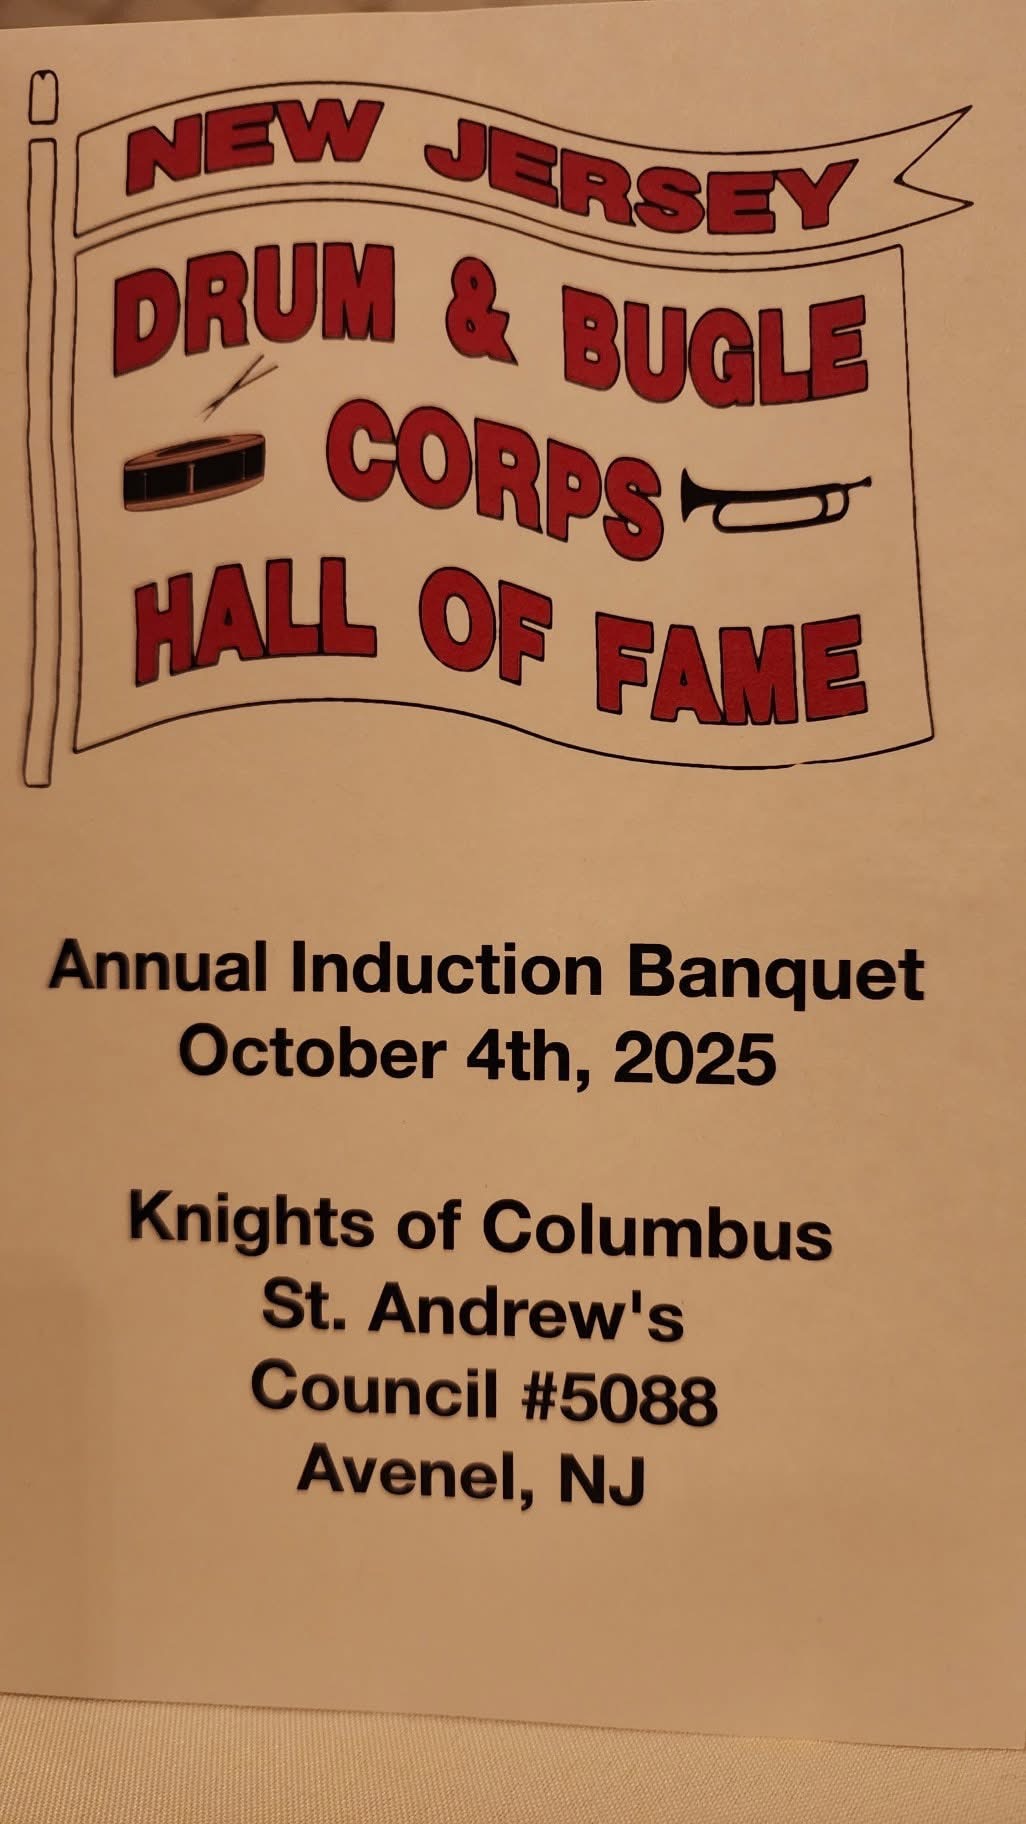 NEW JERSEY
DRUM & BUGLE
CORPS
HALL OF FAME
Annual Induction Banquet
October 4th, 2025
Knights of Columbus
St. Andrew's
Council #5088
Avenel, NJ